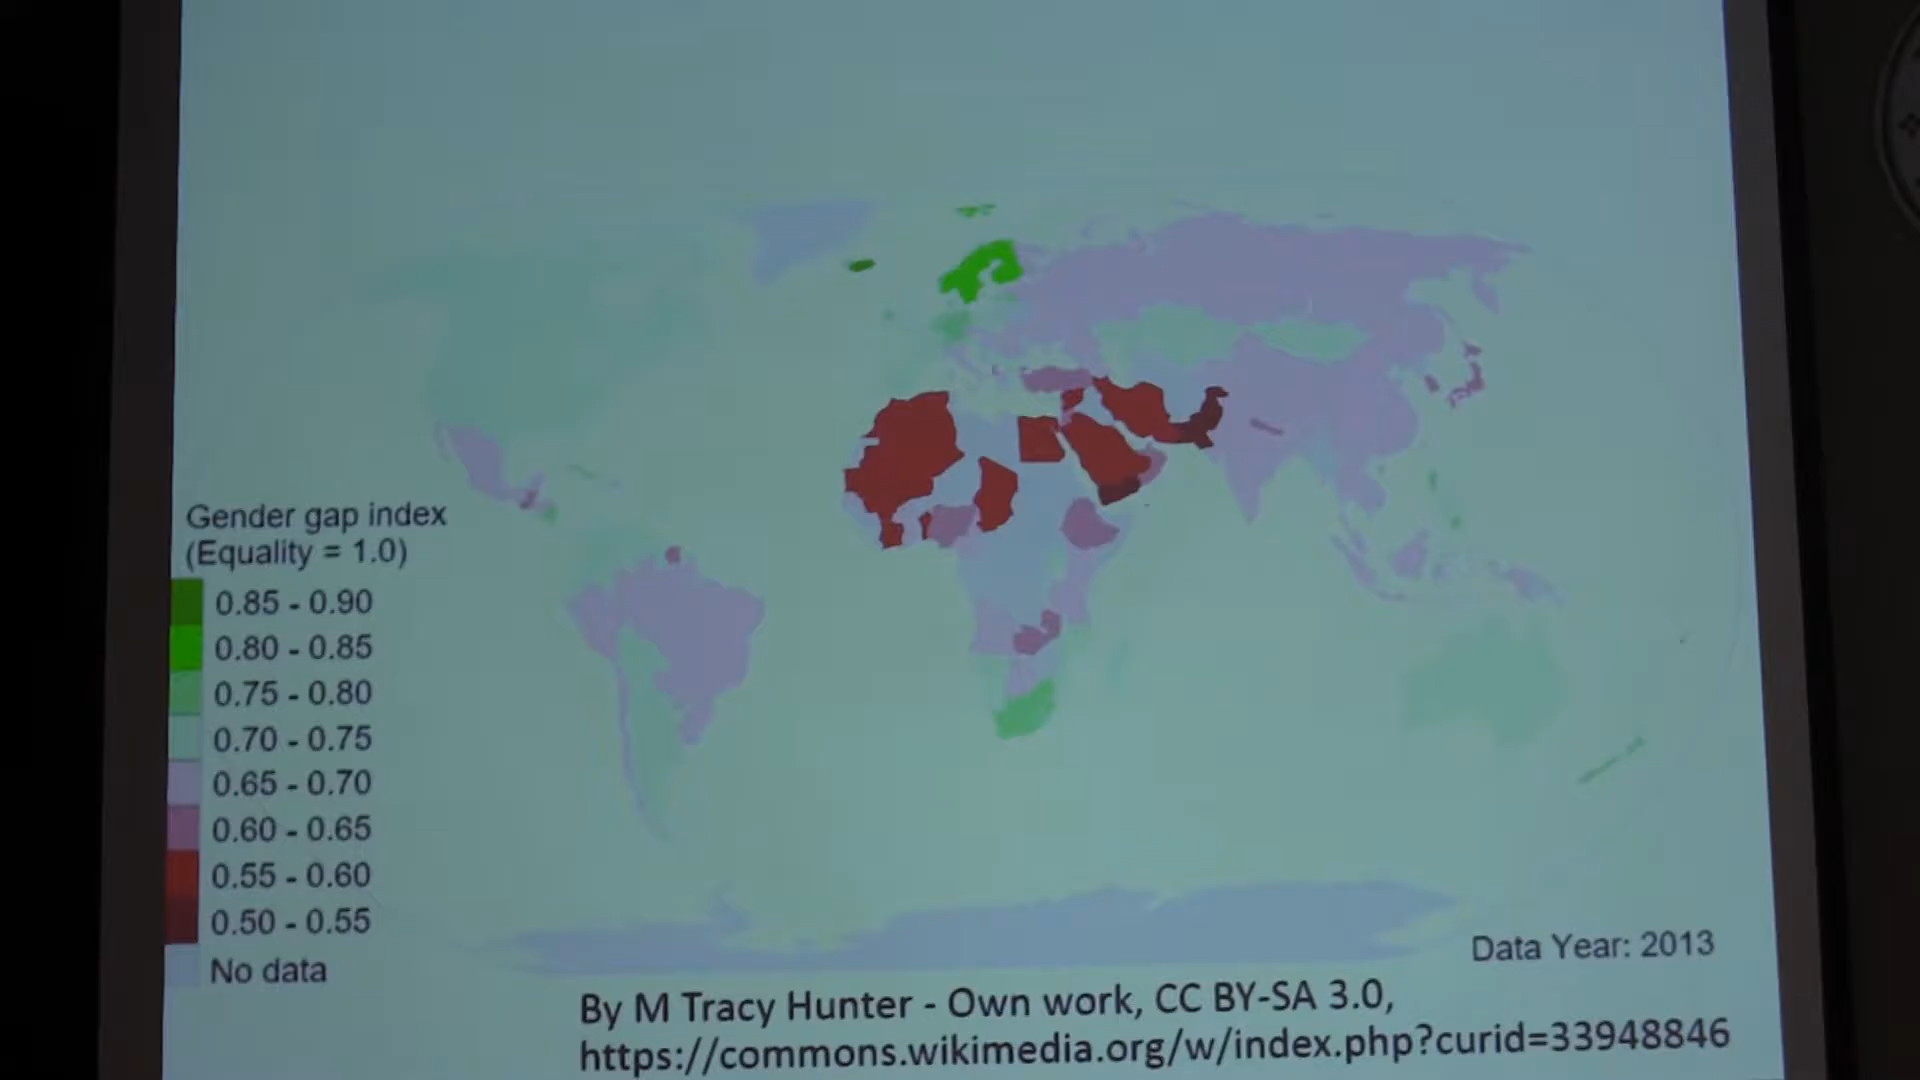 Gender gap index
(Equality = 1.0)
0.85 - 0.90
0.80 - 0.85
0.75 - 0.80
0.70 - 0.75
0.65 - 0.70
0.60 - 0.65
0.55 - 0.60
0.50 - 0.55
No data
Data Year: 2013
By M Tracy Hunter - Own work, CC BY-SA 3.0,
https://commons.wikimedia.org/w/index.php?curid=33948846